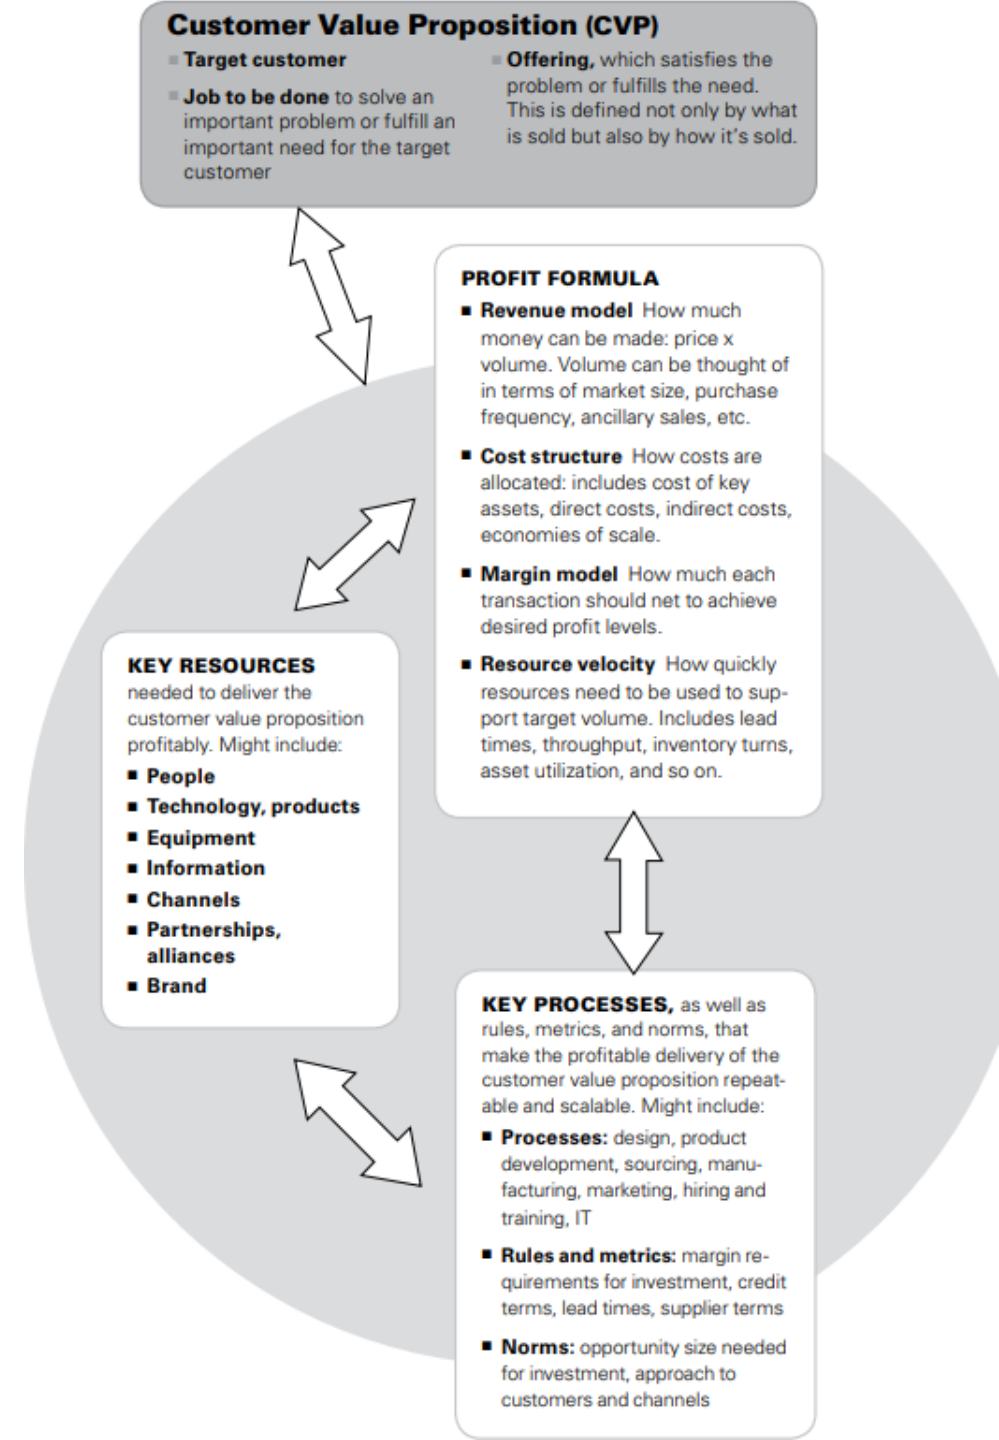 Customer Value Proposition (CVP)
Target customer
Job to be done to solve an
important problem or fulfill an
important need for the target
customer
Offering, which satisfies the
problem or fulfills the need.
This is defined not only by what
is sold but also by how it's sold.
PROFIT FORMULA
Revenue model How much
money can be made: price x
volume. Volume can be thought of
in terms of market size, purchase
frequency, ancillary sales, etc.
Cost structure How costs are
allocated: includes cost of key
assets, direct costs, indirect costs,
economies of scale.
Margin model How much each
transaction should net to achieve
desired profit levels.
Resource velocity How quickly
resources need to be used to sup-
port target volume. Includes lead
times, throughput, inventory turns,
asset utilization, and so on.
KEY RESOURCES
needed to deliver the
customer value proposition
profitably. Might include:
People
Technology, products
Equipment
Information
Channels
Partnerships,
alliances
Brand
KEY PROCESSES, as well as
rules, metrics, and norms, that
make the profitable delivery of the
customer value proposition repeat-
able and scalable. Might include:
Processes: design, product
development, sourcing, manu-
facturing, marketing, hiring and
training, IT
Rules and metrics: margin re-
quirements for investment, credit
terms, lead times, supplier terms
Norms: opportunity size needed
for investment, approach to
customers and channels